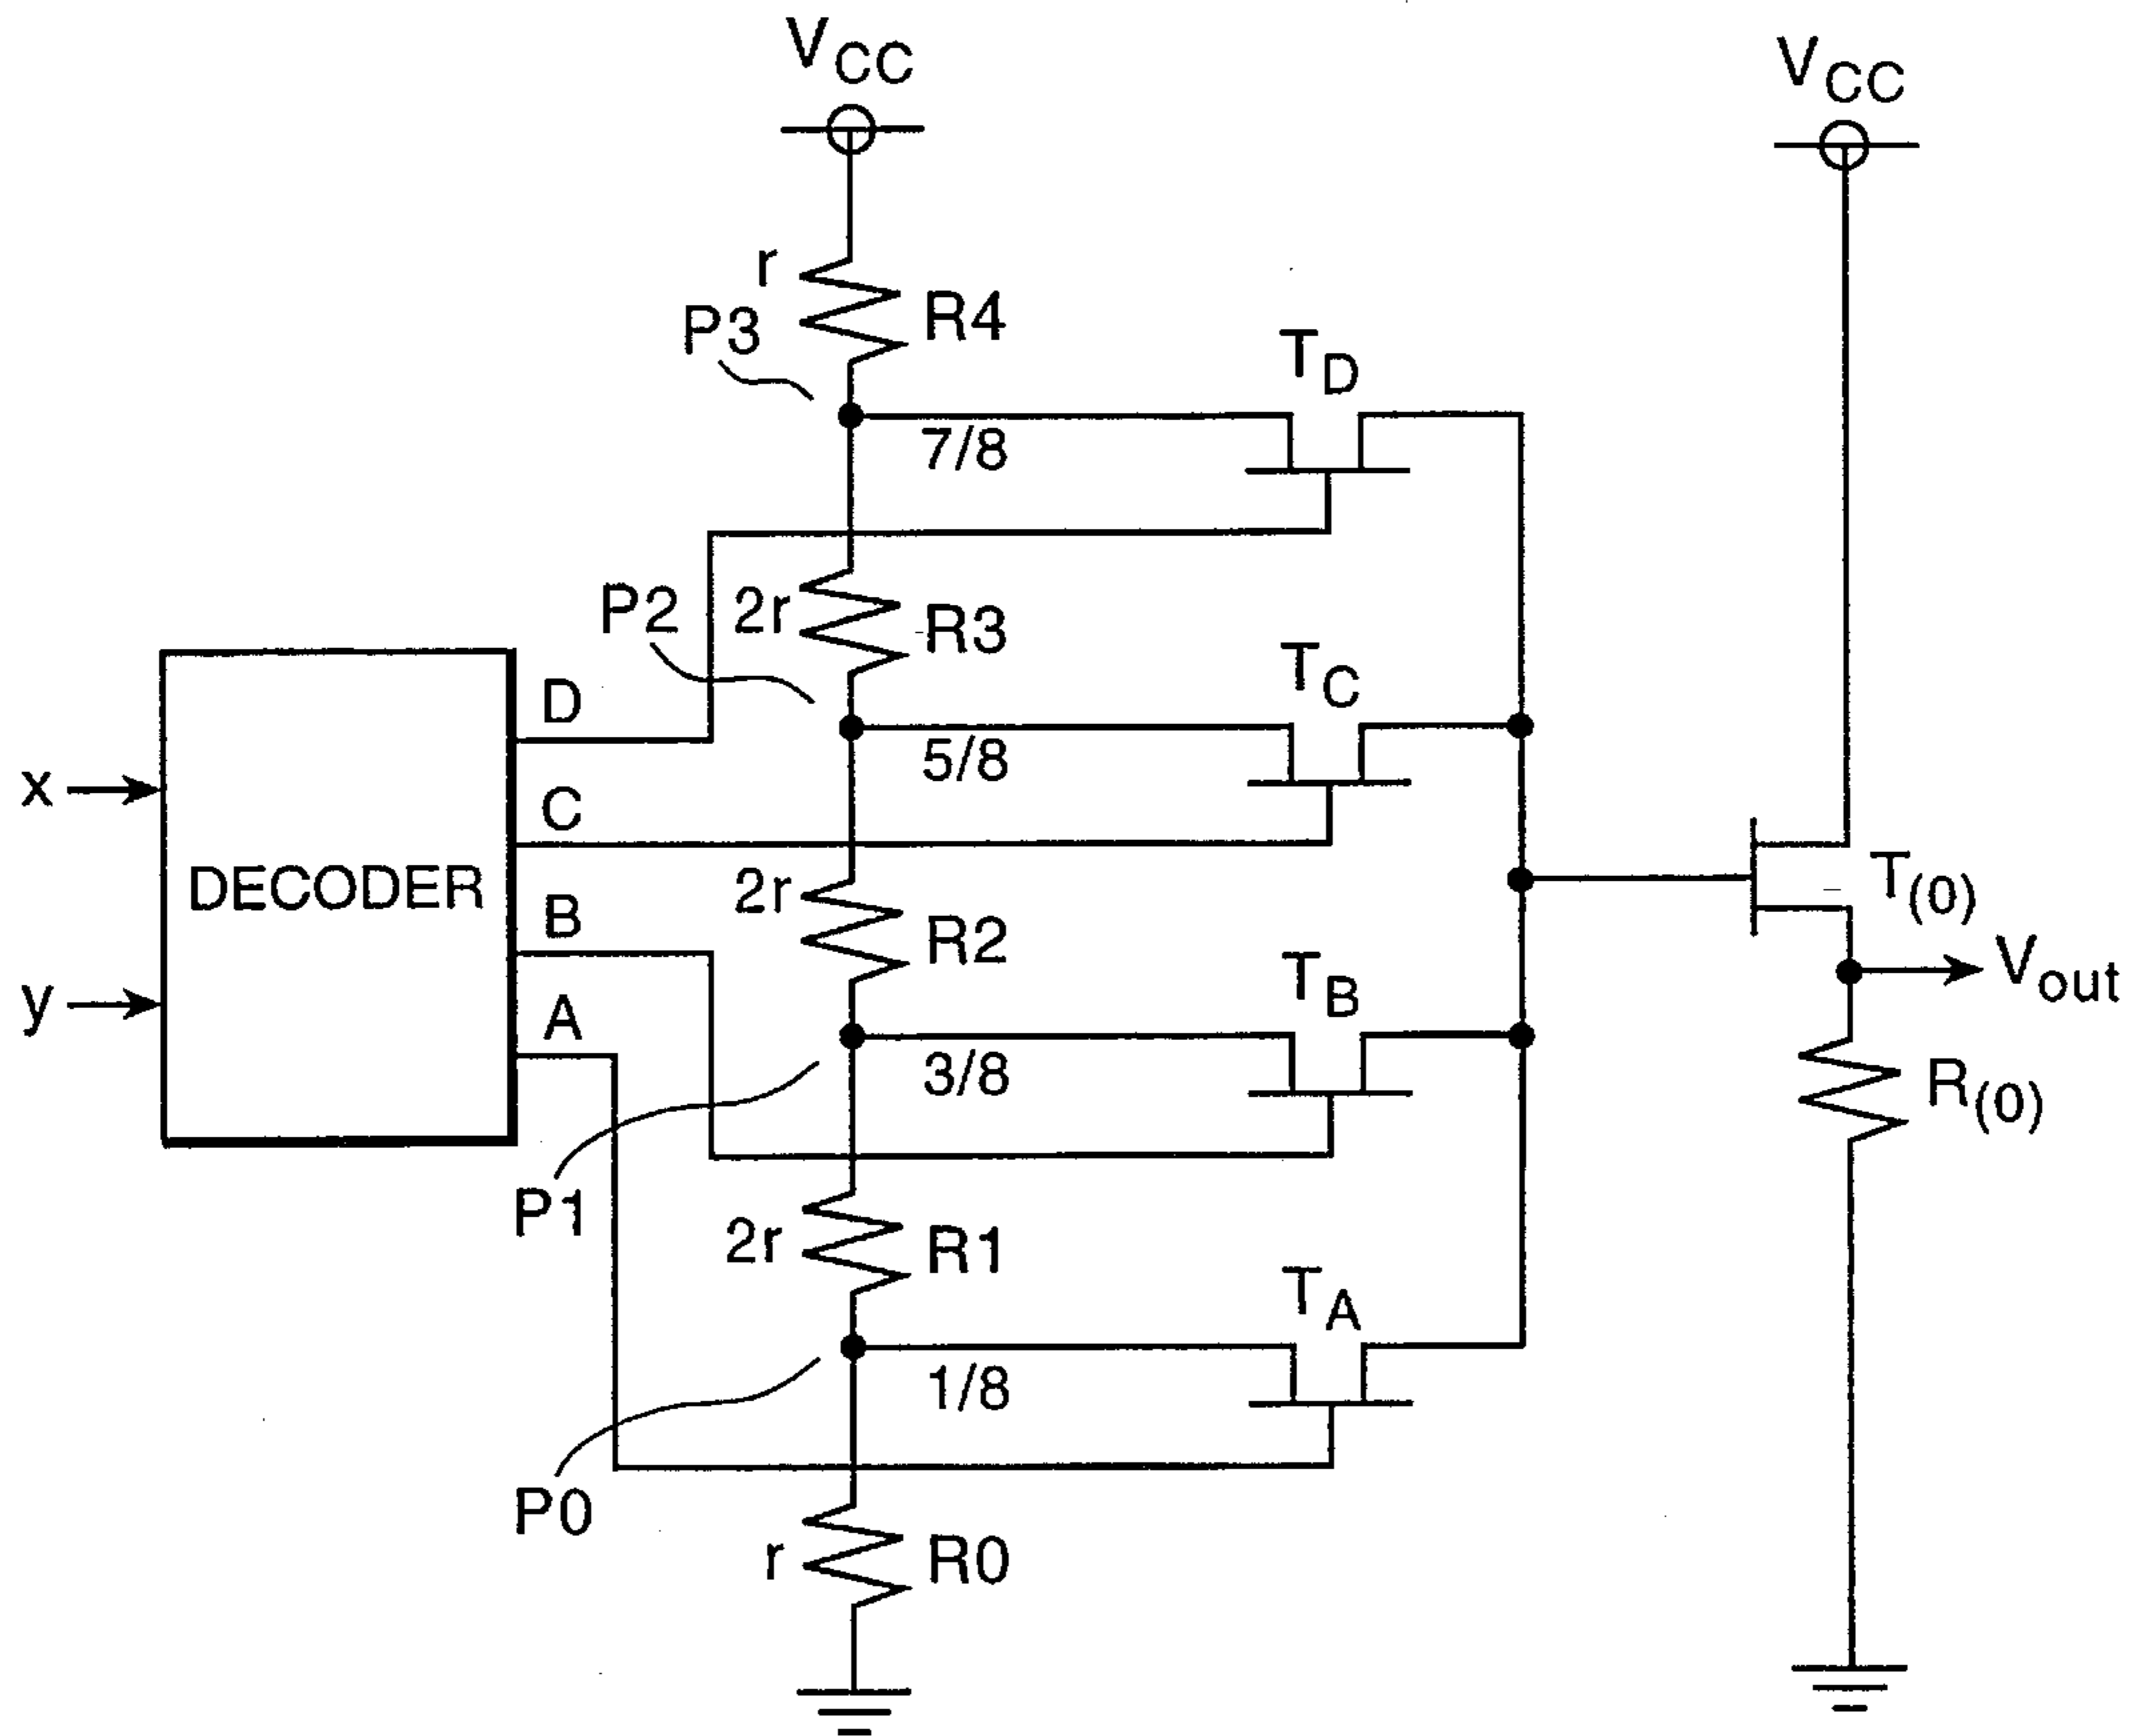 VCC
VCC
r
R4
P3
TD
7/8
P2
2r
R3
TC
D
5/8
x
C
DECODER
2r
B
R2
T(0)
TB
Vout
y
A
3/8
R(0)
P1
2r
R1
TA
1/8
P0
r
R0